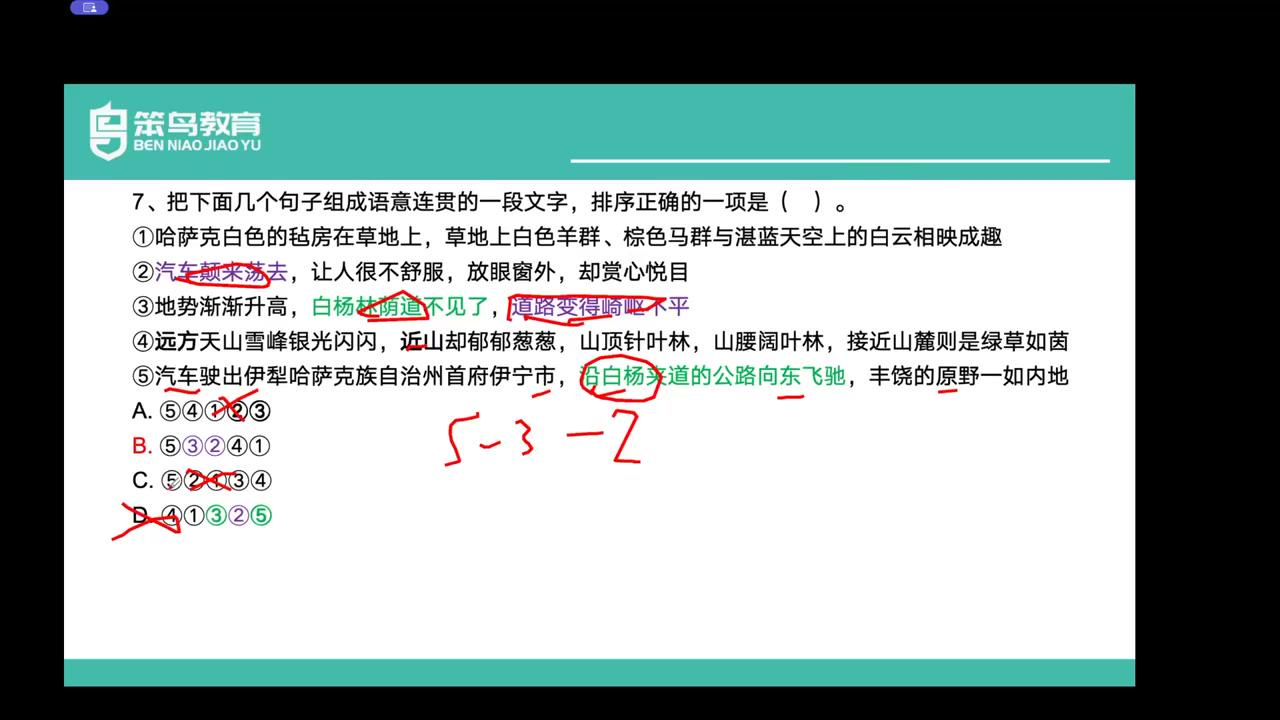 笨鸟教育
BEN NIAO JIAO YU
7、把下面几个句子组成语意连贯的一段文字，排序正确的一项是（ ）。
①哈萨克白色的毡房在草地上，草地上白色羊群、棕色马群与湛蓝天空上的白云相映成趣
②汽车颠来荡去，让人很不舒服，放眼窗外，却赏心悦目
③地势渐渐升高，白杨林荫道不见了，道路变得崎岖不平
④远方天山雪峰银光闪闪，近山却郁郁葱葱，山顶针叶林，山腰阔叶林，接近山麓则是绿草如茵
⑤汽车驶出伊犁哈萨克族自治州首府伊宁市，沿白杨夹道的公路向东飞驰，丰饶的原野一如内地
A. ⑤④①②③
B. ⑤③②④①
C. ⑤②①③④
D. ④①③②⑤
5-3-2